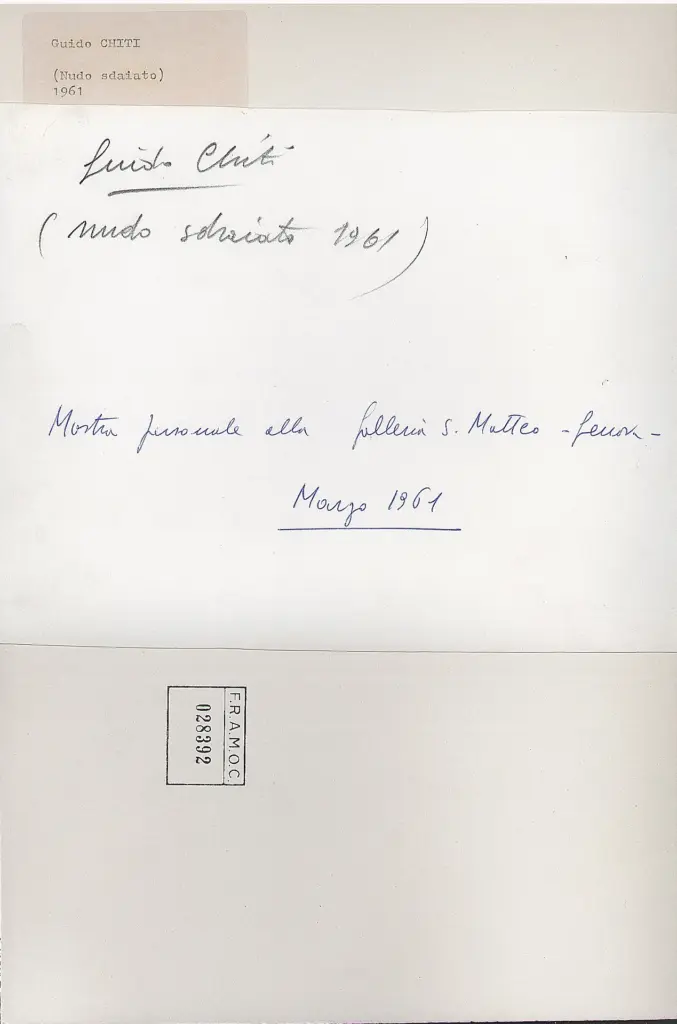 Guido CHITI
(Nudo sdaiato)
1961
Guido Chiti
(nudo sdraiato 1961)
Mostra personale alla Galleria S. Matteo - Genova -
Marzo 1961
F.R.A.M.O.C.
028392